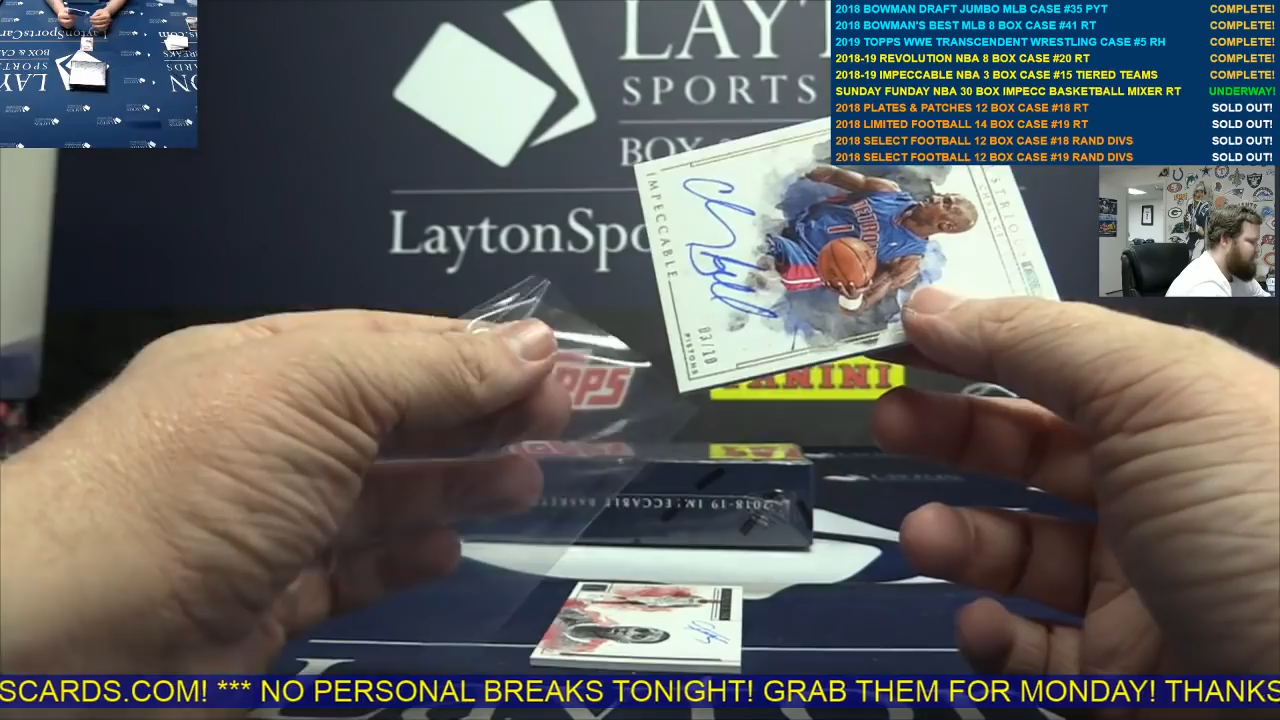 2018 BOWMAN DRAFT JUMBO MLB CASE #35 PYT COMPLETE!
2018 BOWMAN'S BEST MLB 8 BOX CASE #41 RT COMPLETE!
2019 TOPPS WWE TRANSCENDENT WRESTLING CASE #5 RH COMPLETE!
2018-19 REVOLUTION NBA 8 BOX CASE #20 RT COMPLETE!
2018-19 IMPECCABLE NBA 3 BOX CASE #15 TIERED TEAMS COMPLETE!
SUNDAY FUNDAY NBA 30 BOX IMPECC BASKETBALL MIXER RT UNDERWAY!
2018 PLATES & PATCHES 12 BOX CASE #18 RT SOLD OUT!
2018 LIMITED FOOTBALL 14 BOX CASE #19 RT SOLD OUT!
2018 SELECT FOOTBALL 12 BOX CASE #18 RAND DIVS SOLD OUT!
2018 SELECT FOOTBALL 12 BOX CASE #19 RAND DIVS SOLD OUT!
LAYT
SPORTS
BOX
LaytonSpo
IMPECCABLE
DETROIT
1
03/10
PISTONS
PANINI
2018-19 IMPECCABLE BASKE
SCARDS.COM! *** NO PERSONAL BREAKS TONIGHT! GRAB THEM FOR MONDAY! THANKS